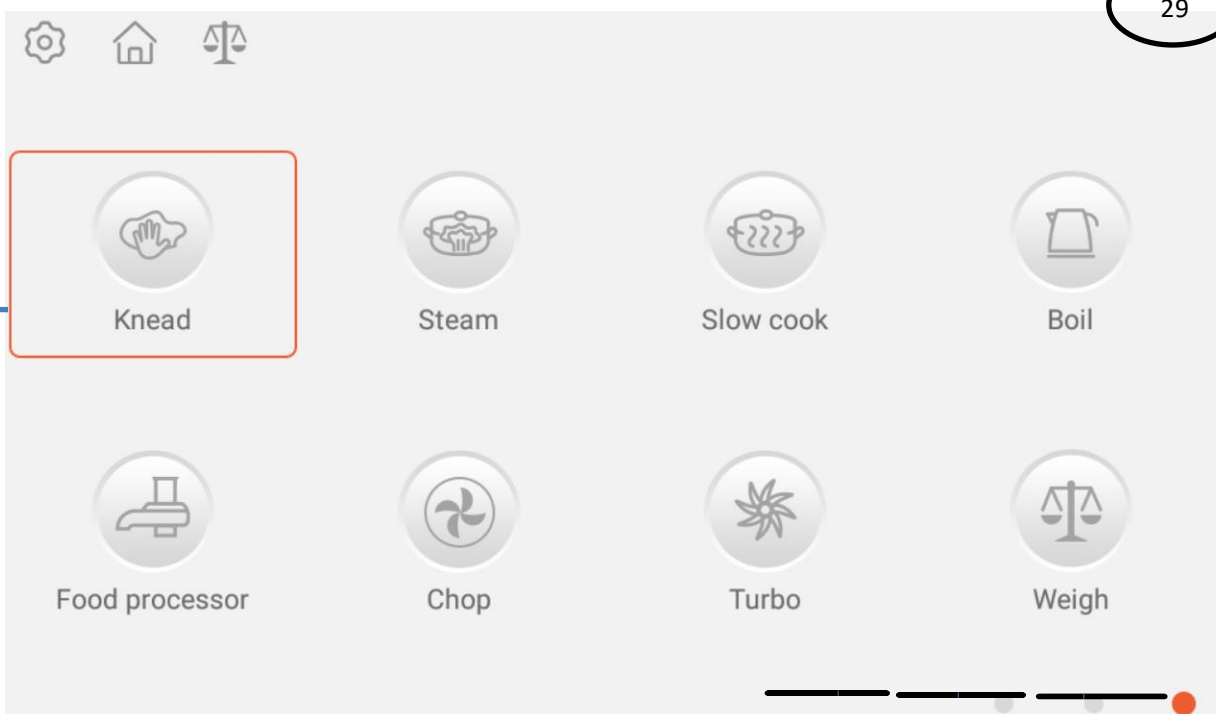 29
Knead
Steam
Slow cook
Boil
Food processor
Chop
Turbo
Weigh